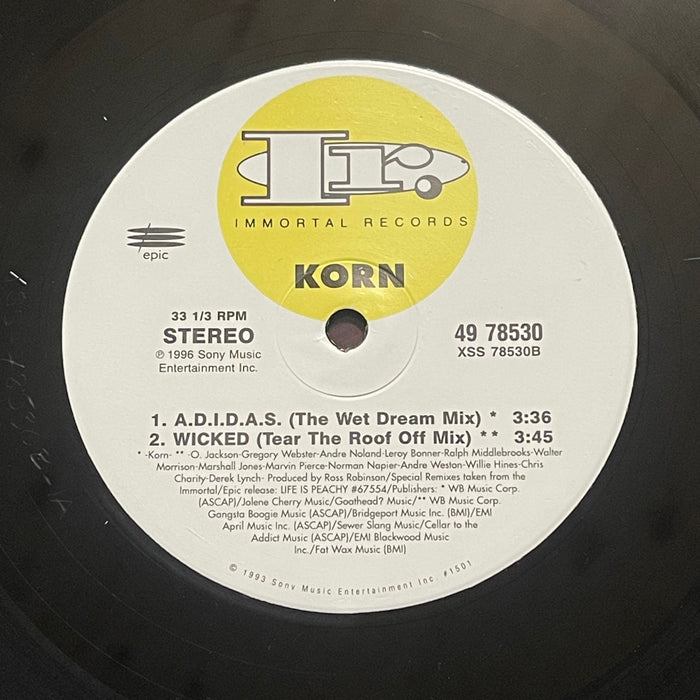 Ir.
IMMORTAL RECORDS
epic
KORN
33 1/3 RPM
STEREO
℗ 1996 Sony Music
Entertainment Inc.
49 78530
XSS 78530B
1. A.D.I.D.A.S. (The Wet Dream Mix) * 3:36
2. WICKED (Tear The Roof Off Mix) ** 3:45
* -Korn- ** -O. Jackson-Gregory Webster-Andre Noland-Leroy Bonner-Ralph Middlebrooks-Walter
Morrison-Marshall Jones-Marvin Pierce-Norman Napier-Andre Weston-Willie Hines-Chris
Charity-Derek Lynch- Produced by Ross Robinson/Special Remixes taken from the
Immortal/Epic release: LIFE IS PEACHY #67554/Publishers: * WB Music Corp.
(ASCAP)/Jolene Cherry Music/Goathead? Music/** WB Music Corp.
Gangsta Boogie Music (ASCAP)/Bridgeport Music Inc. (BMI)/EMI
April Music Inc. (ASCAP)/Sewer Slang Music/Cellar to the
Addict Music (ASCAP)/EMI Blackwood Music
Inc./Fat Wax Music (BMI)
© 1993 Sony Music Entertainment Inc. #1501